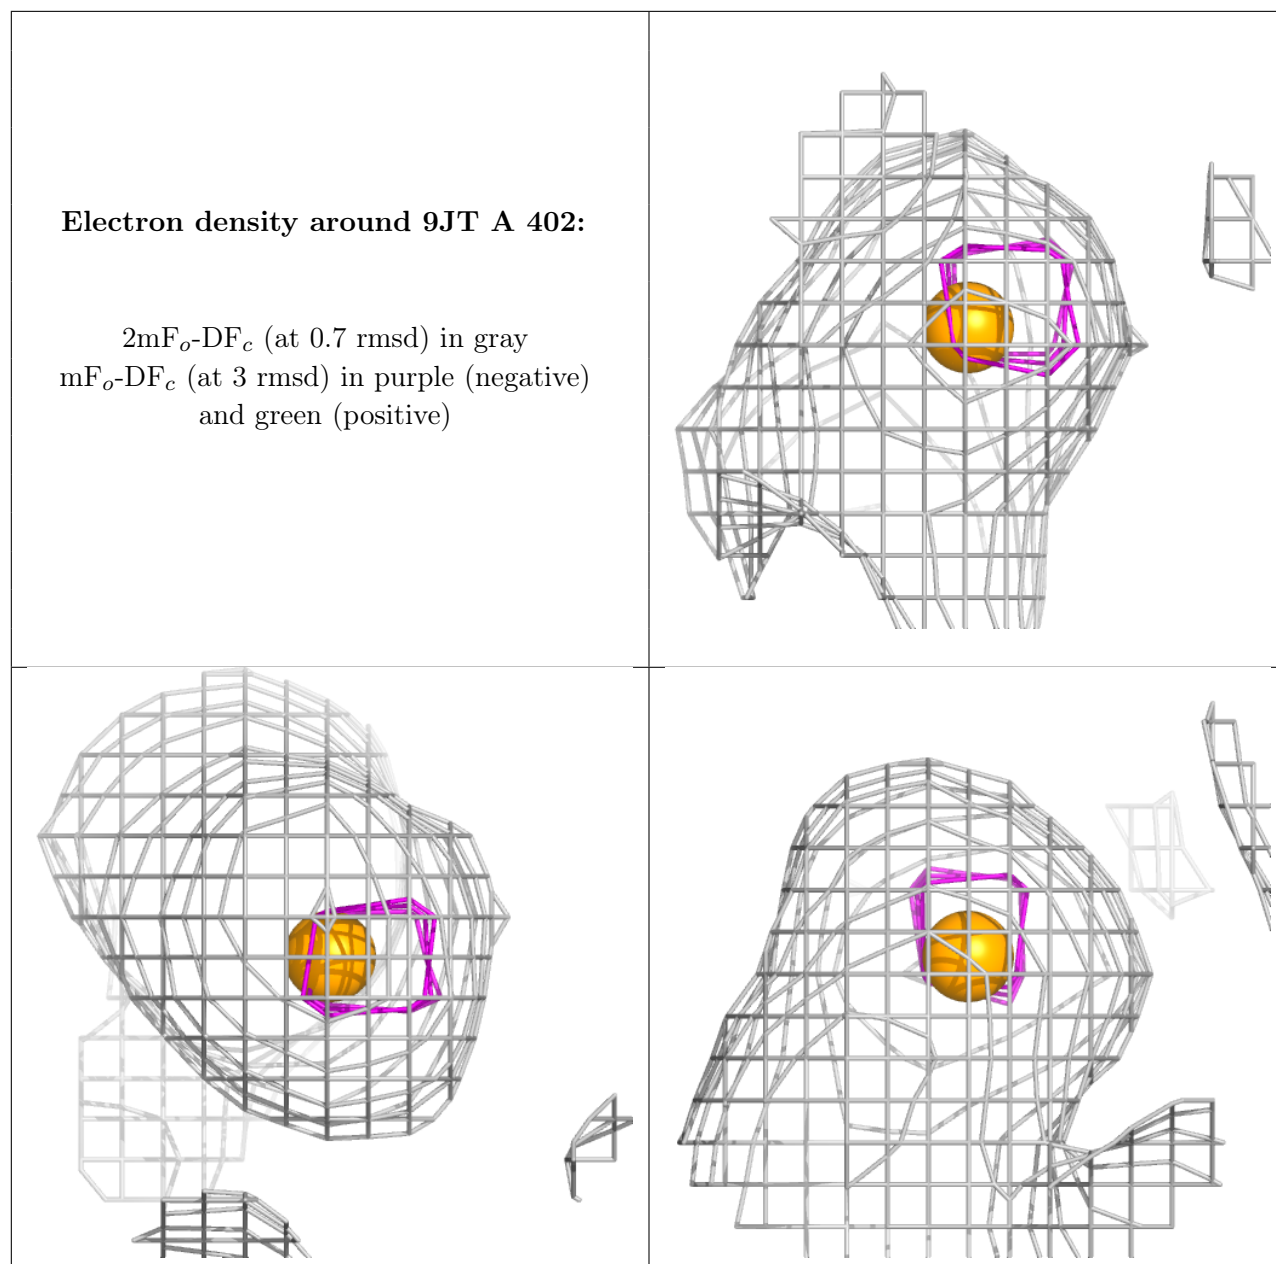 Electron density around 9JT A 402:
2mFo-DFc (at 0.7 rmsd) in gray
mFo-DFc (at 3 rmsd) in purple (negative)
and green (positive)